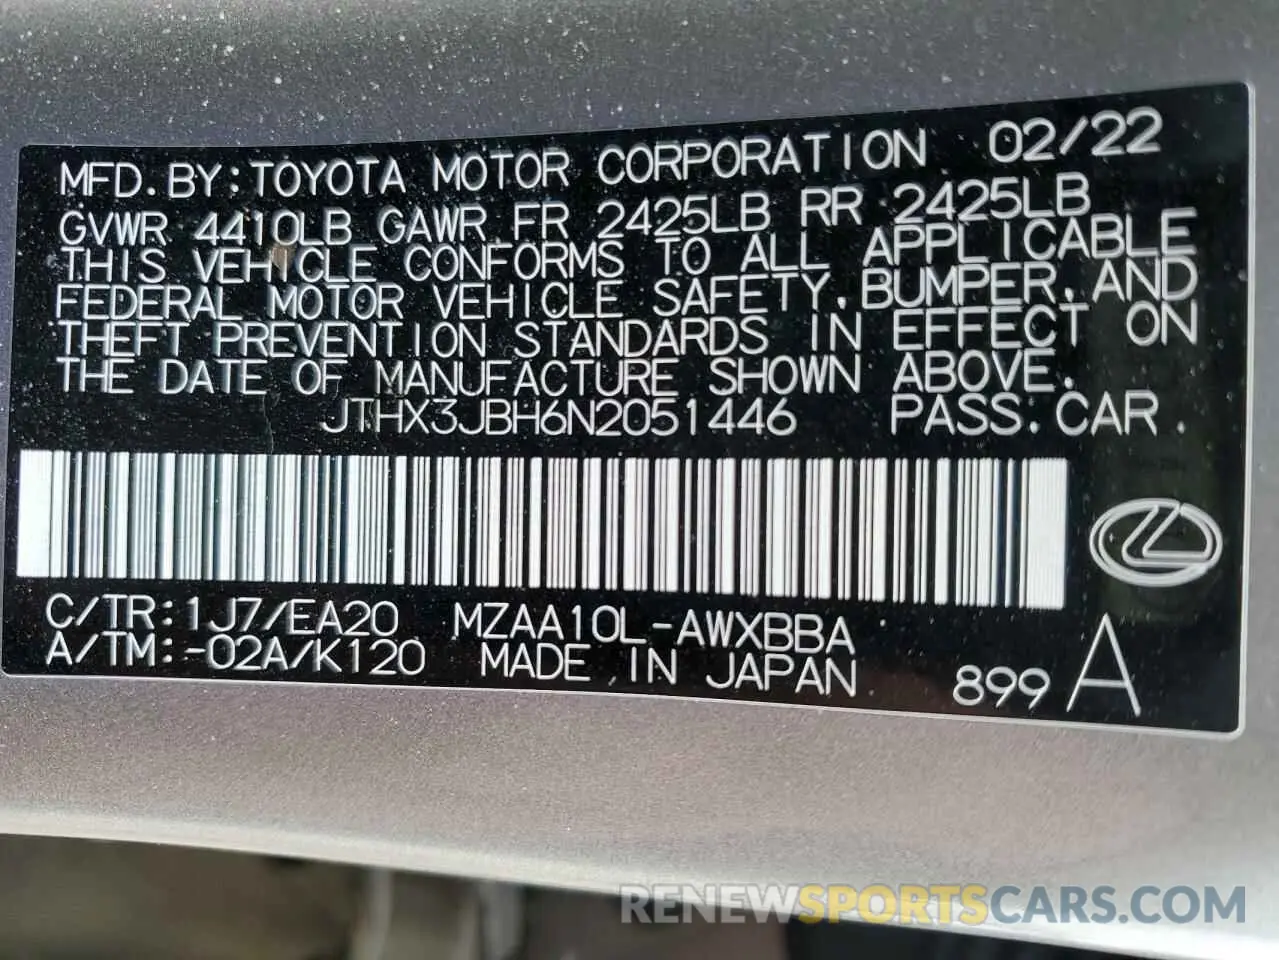 MFD. BY: TOYOTA MOTOR CORPORATION 02/22
GVWR 4410LB GAWR FR 2425LB RR 2425LB
THIS VEHICLE CONFORMS TO ALL APPLICABLE
FEDERAL MOTOR VEHICLE SAFETY, BUMPER, AND
THEFT PREVENTION STANDARDS IN EFFECT ON
THE DATE OF MANUFACTURE SHOWN ABOVE.
JTHX3JBH6N2051446 PASS. CAR.
C/TR: 1J7/EA20 MZAA10L-AWXBBA
A/TM: -02A/K120 MADE IN JAPAN 899 A
RENEWSPORTSCARS.COM